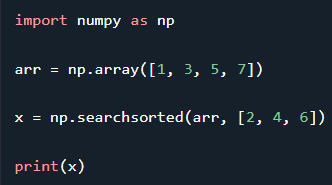 import numpy as np
arr = np.array([1, 3, 5, 7])
x = np.searchsorted(arr, [2, 4, 6])
print(x)